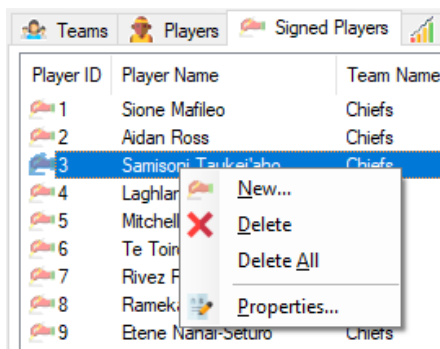 Teams Players Signed Players
Player ID Player Name Team Name
1 Sione Mafileo Chiefs
2 Aidan Ross Chiefs
3 Samisoni Taukei'aho Chiefs
4 Laghlan
New...
5 Mitchell
Delete
6 Te
Delete All
7 Rivez
8
Properties...
9 Etene Nanai-Seturo Chiefs